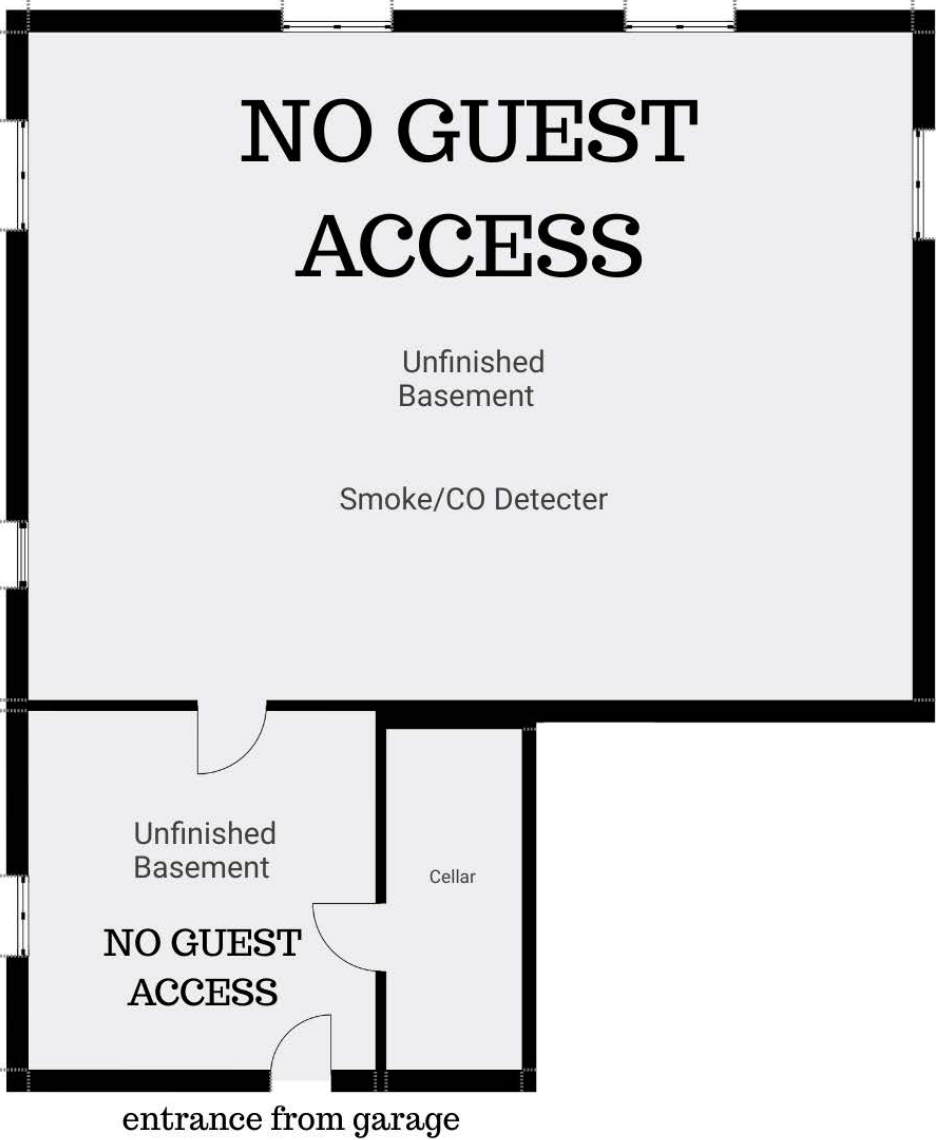 NO GUEST
ACCESS
Unfinished
Basement
Smoke/CO Detecter
Unfinished
Basement
Cellar
NO GUEST
ACCESS
entrance from garage